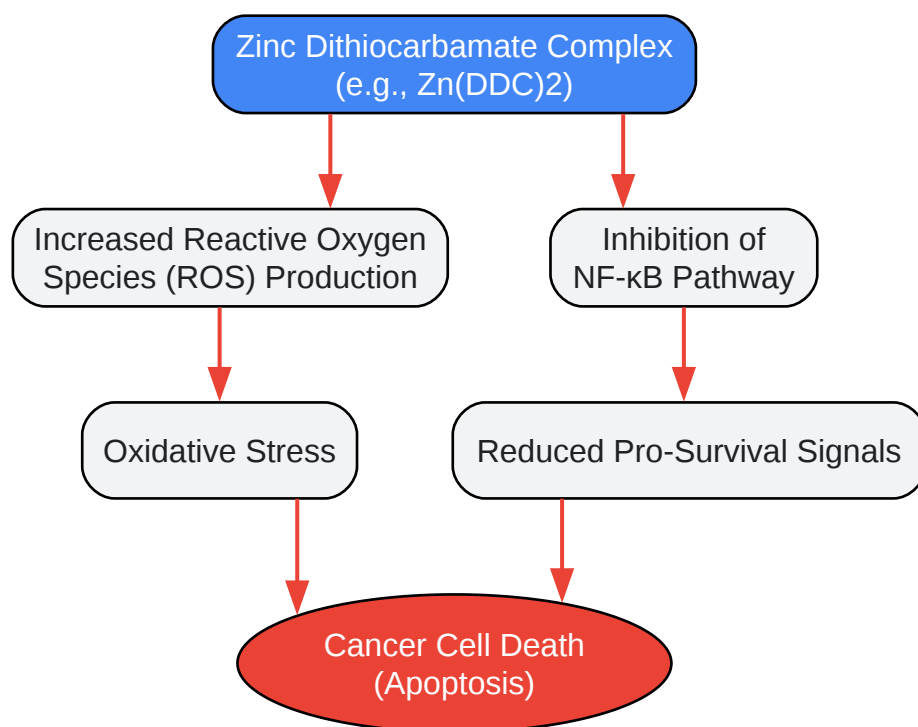 Zinc Dithiocarbamate Complex
(e.g., Zn(DDC)2)
Increased Reactive Oxygen
Species (ROS) Production
Inhibition of
NF-κB Pathway
Oxidative Stress
Reduced Pro-Survival Signals
Cancer Cell Death
(Apoptosis)